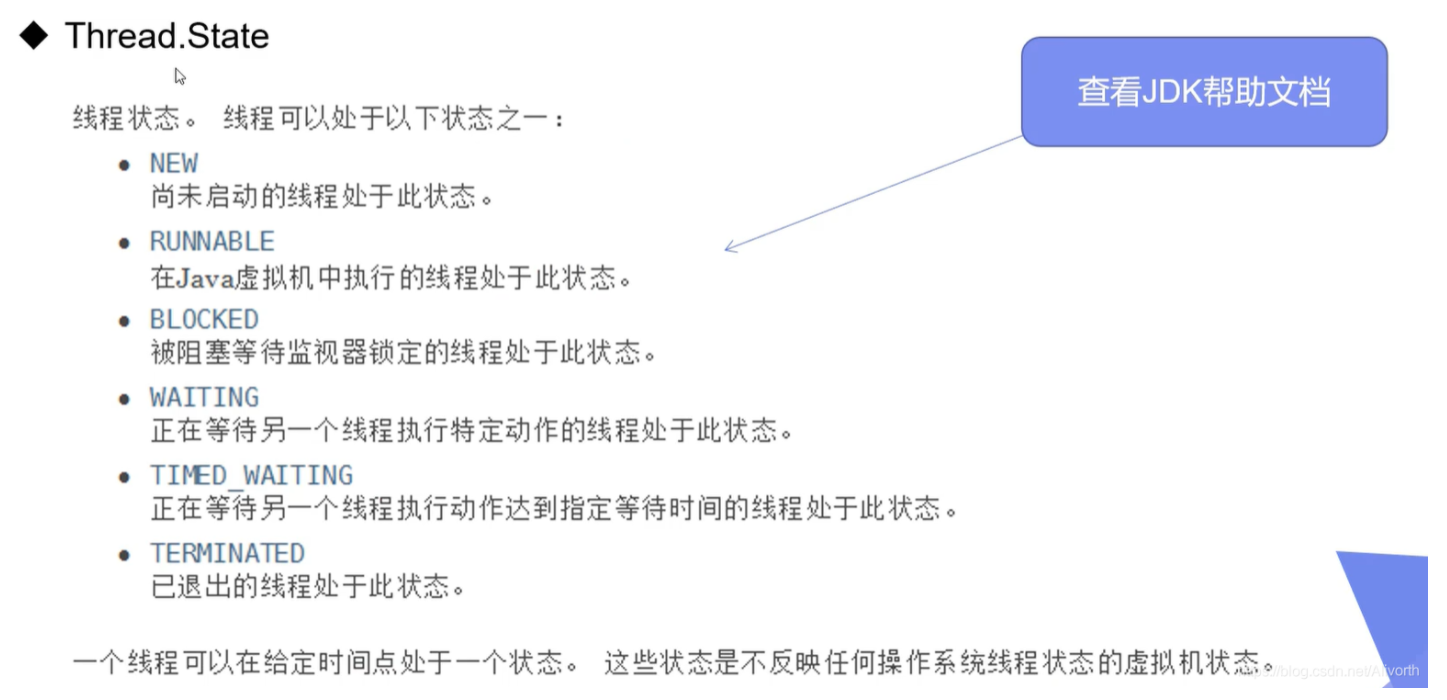 Thread.State
查看JDK帮助文档
线程状态。 线程可以处于以下状态之一：
NEW
尚未启动的线程处于此状态。
RUNNABLE
在Java虚拟机中执行的线程处于此状态。
BLOCKED
被阻塞等待监视器锁定的线程处于此状态。
WAITING
正在等待另一个线程执行特定动作的线程处于此状态。
TIMED_WAITING
正在等待另一个线程执行动作达到指定等待时间的线程处于此状态。
TERMINATED
已退出的线程处于此状态。
一个线程可以在给定时间点处于一个状态。 这些状态是不反映任何操作系统线程状态的虚拟机状态。